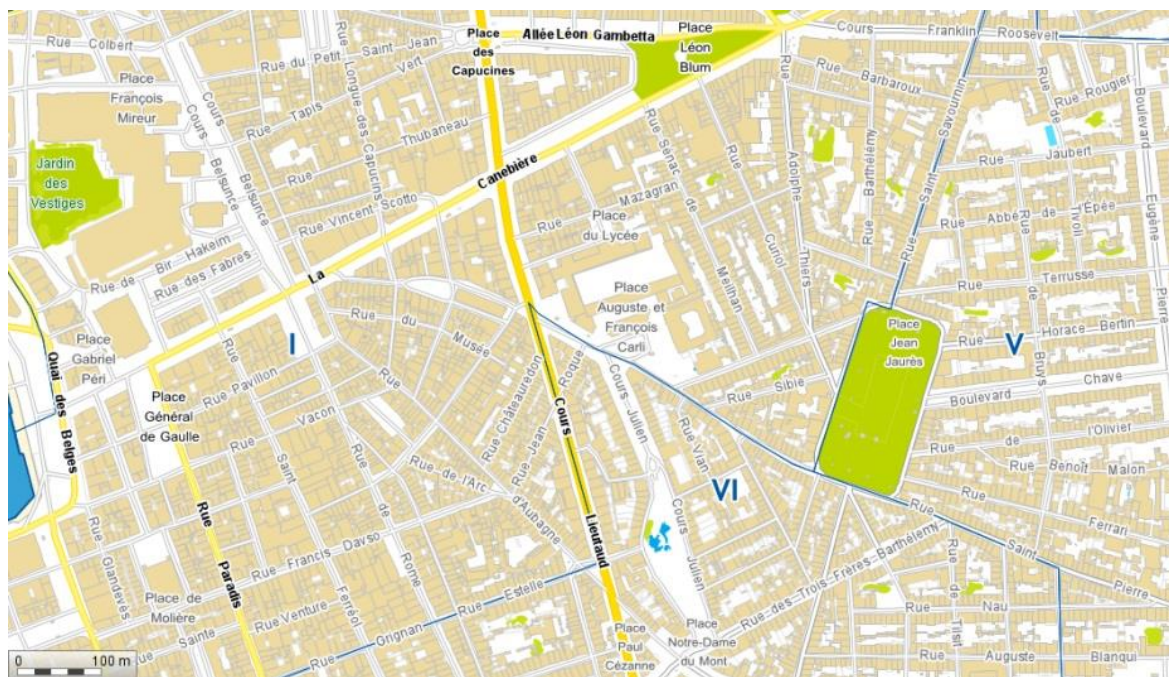 Rue Colbert
Place
François
Mireur
Rue du Petit Saint Jean
Rue Longue-des-Capucins
Rue Tapis Vert
Rue Thubaneau
Cours Belsunce
Cours Belsunce
Place
des
Capucines
Allée Léon Gambetta
Place
Léon
Blum
Cours Franklin Roosevelt
Rue Barbaroux
Rue Saint Savournin
Rue Rougier
Boulevard Eugène Pierre
Rue Jaubert
Rue Barthélemy
Rue Adolphe Thiers
Rue Curiol
Rue Sénac de Meilhan
Rue Mazagran
Place
du Lycée
Rue Abbé de l'Épée
Rue de Tivoli
Rue Terrusse
Rue Horace Bertin
Rue de Bruys
Boulevard Chave
Jardin
des
Vestiges
Rue de Bir Hakeim
Rue des Fabres
Rue Vincent Scotto
La Canebière
Place
Gabriel
Péri
Quai des Belges
Place
Général
de Gaulle
I
Rue du Musée
Rue Pavillon
Rue Vacon
Rue Châteauredon
Rue Jean Roque
Place
Auguste et
François
Carli
Cours Lieutaud
Cours Julien
Cours Julien
Rue Sibie
Rue Vian
VI
Place
Jean
Jaurès
V
Rue de l'Olivier
Rue Benoît Malon
Rue Ferrari
Rue Saint Pierre
Rue de l'Arc
Rue d'Aubagne
Rue Saint Ferréol
Rue de Rome
Rue Paradis
Rue Glandevès
Rue Francis Davso
Place de
Molière
Rue Sainte
Rue Venture
Rue Grignan
Rue Estelle
Place
Paul
Cézanne
Place
Notre-Dame
du Mont
Rue des Trois-Frères-Barthélemy
Rue de Tilsit
Rue Nau
Rue Auguste Blanqui
0 100 m